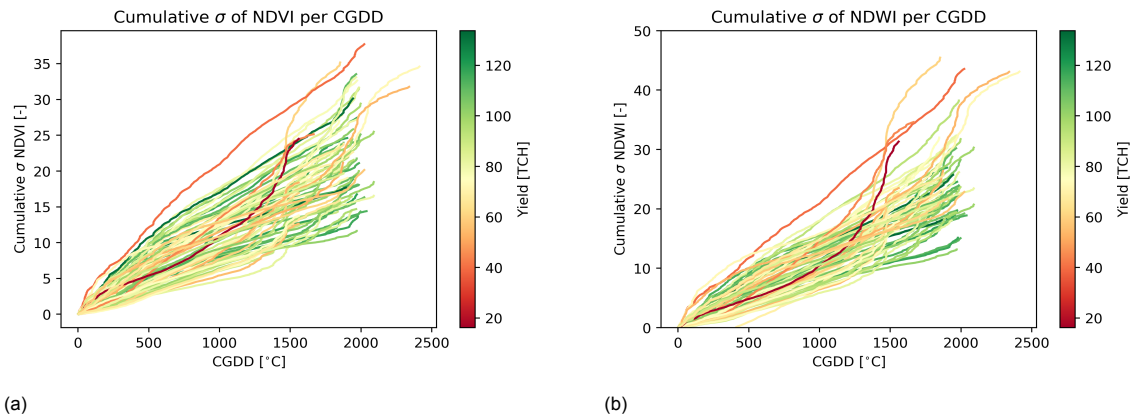 Cumulative σ of NDVI per CGDD
Cumulative σ NDVI [-]
35
30
25
20
15
10
5
0
0 500 1000 1500 2000 2500
CGDD [°C]
120
100
80
60
40
20
Yield [TCH]
(a)
Cumulative σ of NDWI per CGDD
Cumulative σ NDWI [-]
50
40
30
20
10
0
0 500 1000 1500 2000 2500
CGDD [°C]
120
100
80
60
40
20
Yield [TCH]
(b)